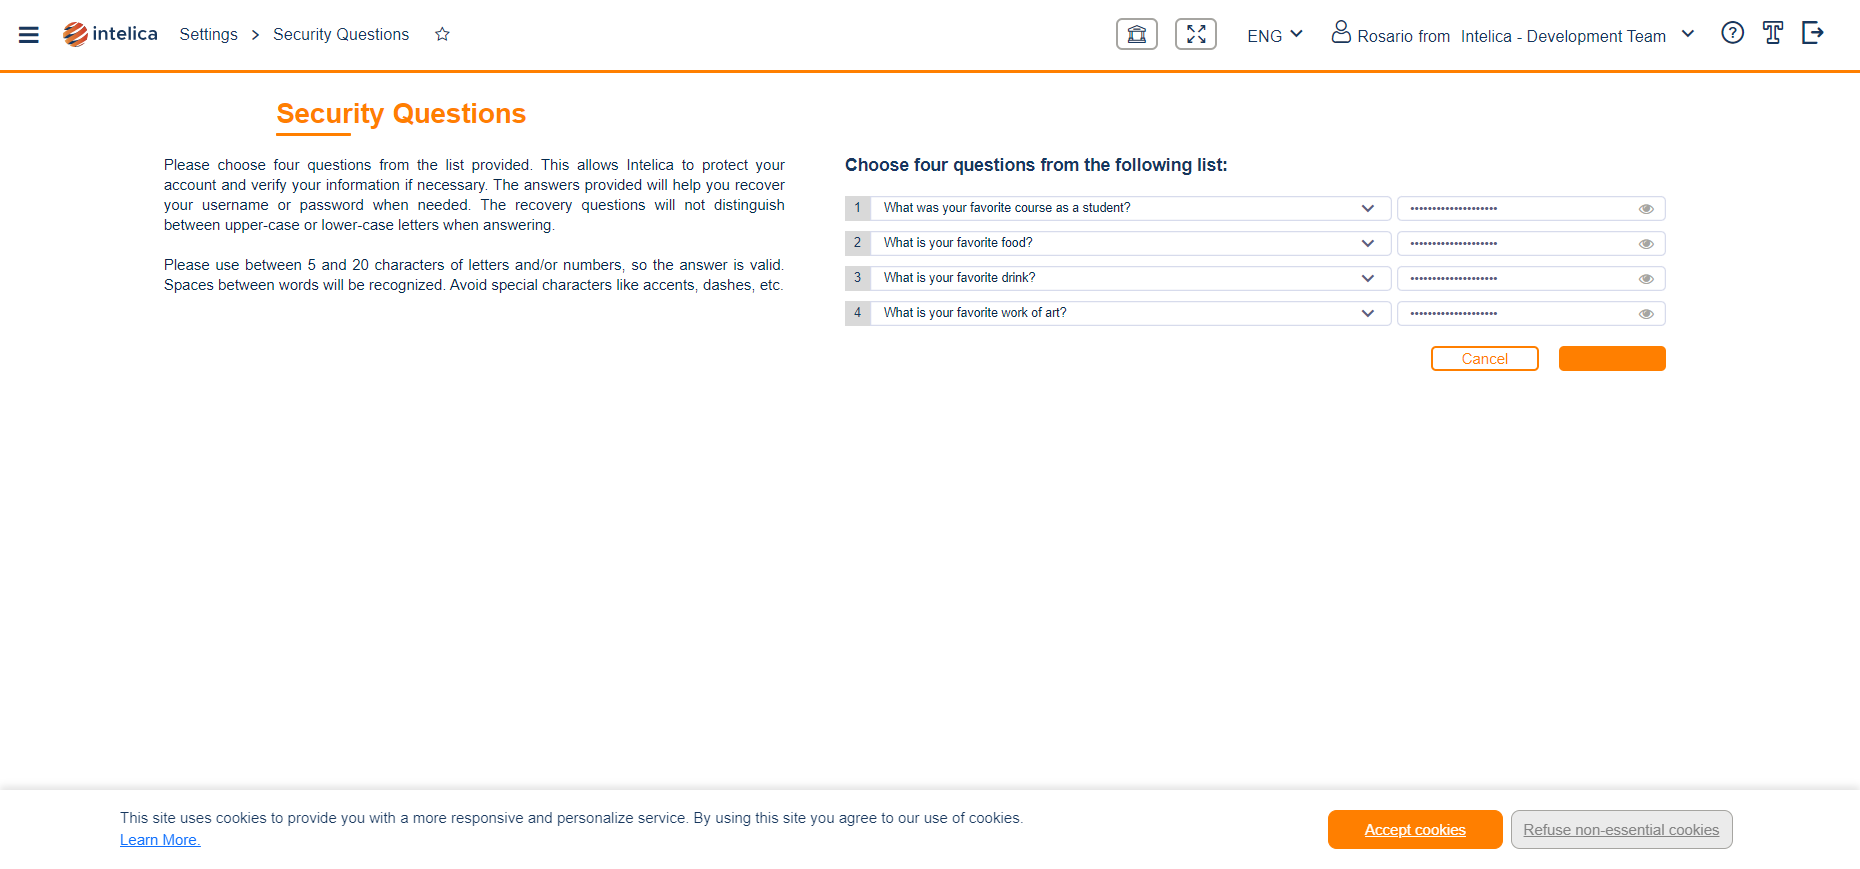 intelica Settings > Security Questions ENG Rosario from Intelica - Development Team
Security Questions
Please choose four questions from the list provided. This allows Intelica to protect your
account and verify your information if necessary. The answers provided will help you recover
your username or password when needed. The recovery questions will not distinguish
between upper-case or lower-case letters when answering.
Please use between 5 and 20 characters of letters and/or numbers, so the answer is valid.
Spaces between words will be recognized. Avoid special characters like accents, dashes, etc.
Choose four questions from the following list:
1 What was your favorite course as a student? ••••••••••••••••••••
2 What is your favorite food? ••••••••••••••••••••
3 What is your favorite drink? ••••••••••••••••••••
4 What is your favorite work of art? ••••••••••••••••••••
Cancel
This site uses cookies to provide you with a more responsive and personalize service. By using this site you agree to our use of cookies.
Learn More.
Accept cookies Refuse non-essential cookies